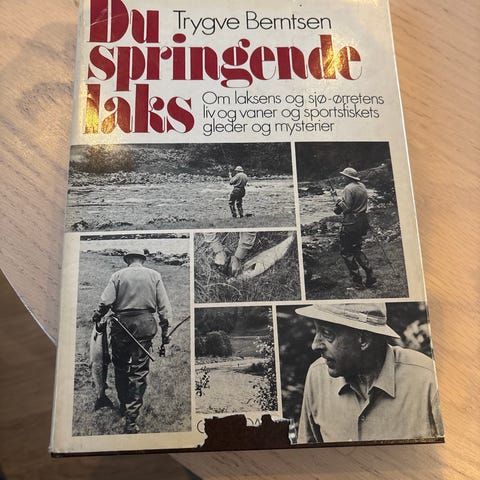 Du Trygve Berntsen
springende
laks Om laksens og sjø-ørretens
liv og vaner og sportsfiskets
gleder og mysterier